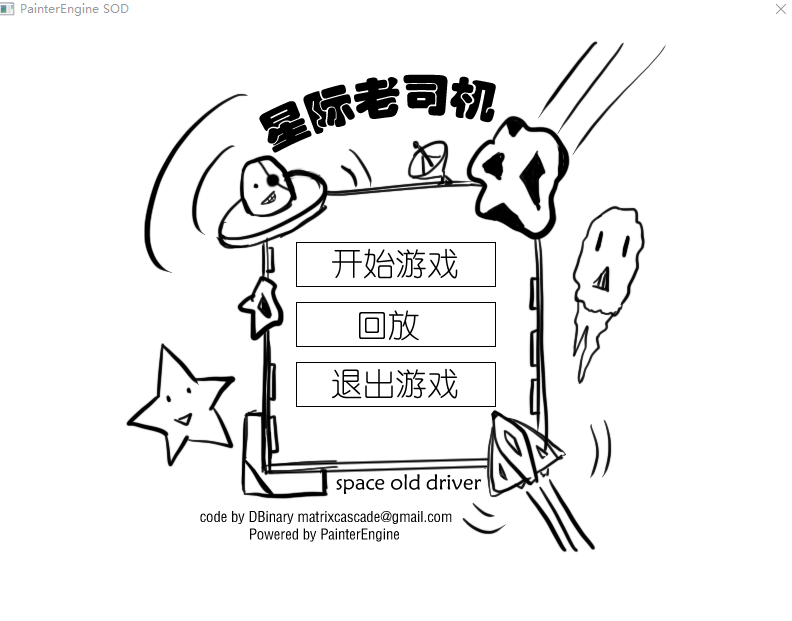 PainterEngine SOD
星际老司机
开始游戏
回放
退出游戏
space old driver
code by DBinary matrixcascade@gmail.com
Powered by PainterEngine